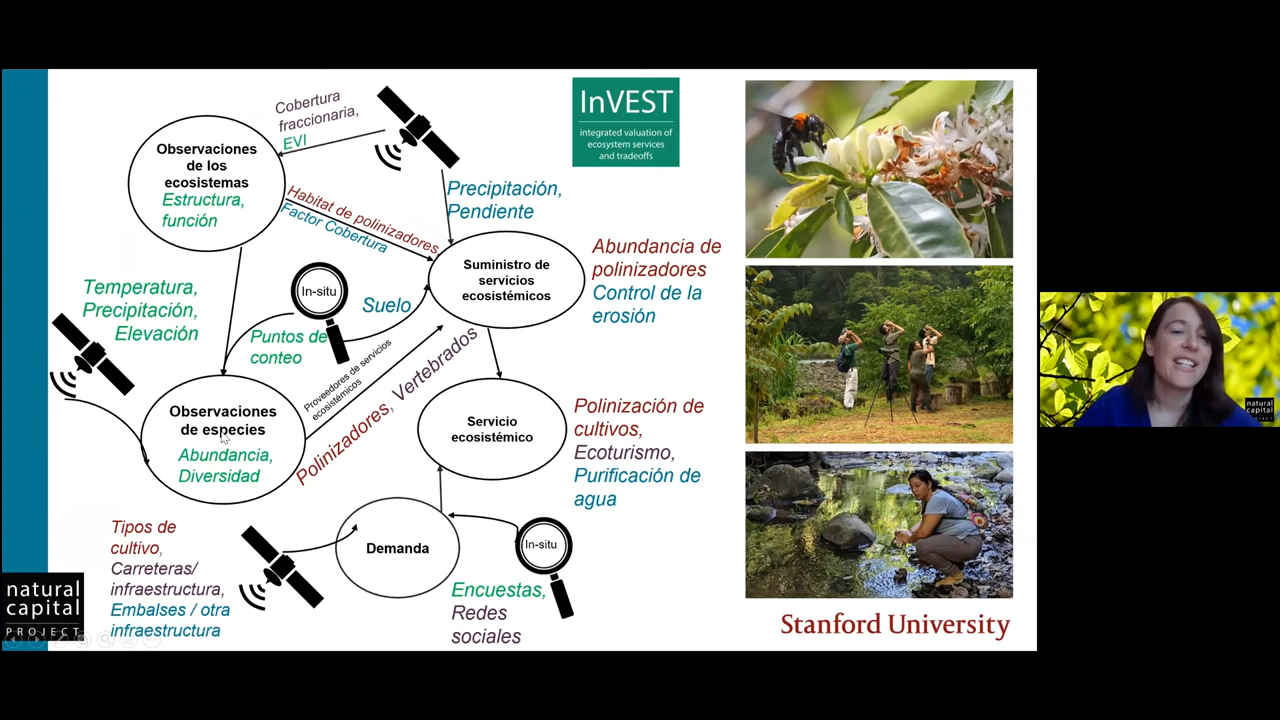 Cobertura
fraccionaria,
EVI
InVEST
integrated valuation of
ecosystem services
and tradeoffs
Observaciones
de los
ecosistemas
Estructura,
función
Habitat de polinizadores
Factor Cobertura
Precipitación,
Pendiente
Suministro de
servicios
ecosistémicos
Abundancia de
polinizadores
Control de la
erosión
Temperatura,
Precipitación,
Elevación
In-situ
Suelo
Puntos de
conteo
Proveedores de servicios
ecosistémicos
Polinizadores, Vertebrados
Observaciones
de especies
Abundancia,
Diversidad
Servicio
ecosistémico
Polinización de
cultivos,
Ecoturismo,
Purificación de
agua
Tipos de
cultivo,
Carreteras/
infraestructura,
Embalses / otra
infraestructura
Demanda
In-situ
Encuestas,
Redes
sociales
natural
capital
PROJECT
Stanford University
natural
capital
PROJECT